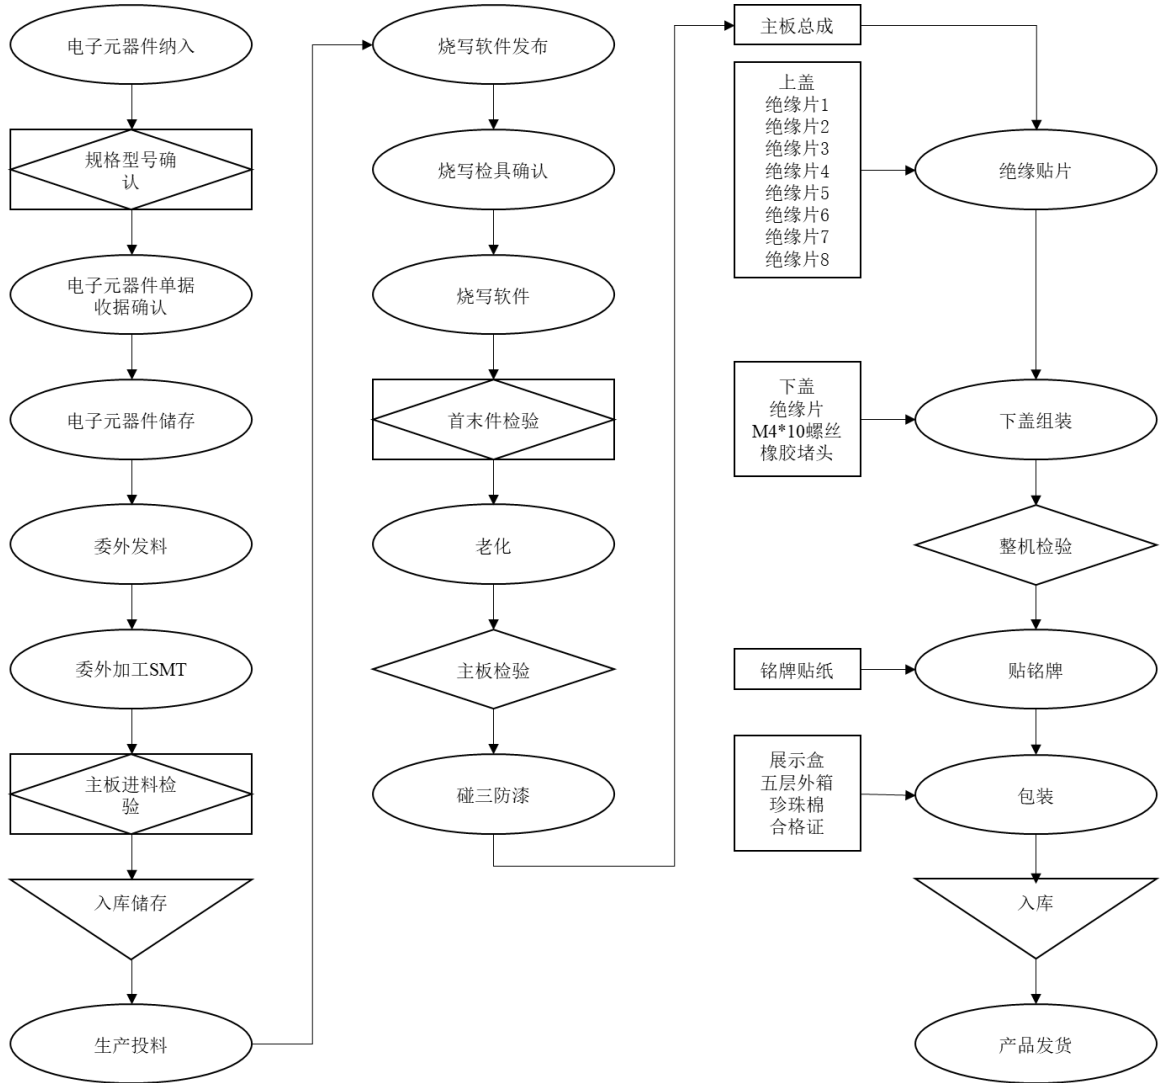 电子元器件纳入
规格型号确
认
电子元器件单据
收据确认
电子元器件储存
委外发料
委外加工SMT
主板进料检
验
入库储存
生产投料
烧写软件发布
烧写检具确认
烧写软件
首末件检验
老化
主板检验
碰三防漆
主板总成
上盖
绝缘片1
绝缘片2
绝缘片3
绝缘片4
绝缘片5
绝缘片6
绝缘片7
绝缘片8
绝缘贴片
下盖
绝缘片
M4*10螺丝
橡胶堵头
下盖组装
整机检验
铭牌贴纸
贴铭牌
展示盒
五层外箱
珍珠棉
合格证
包装
入库
产品发货